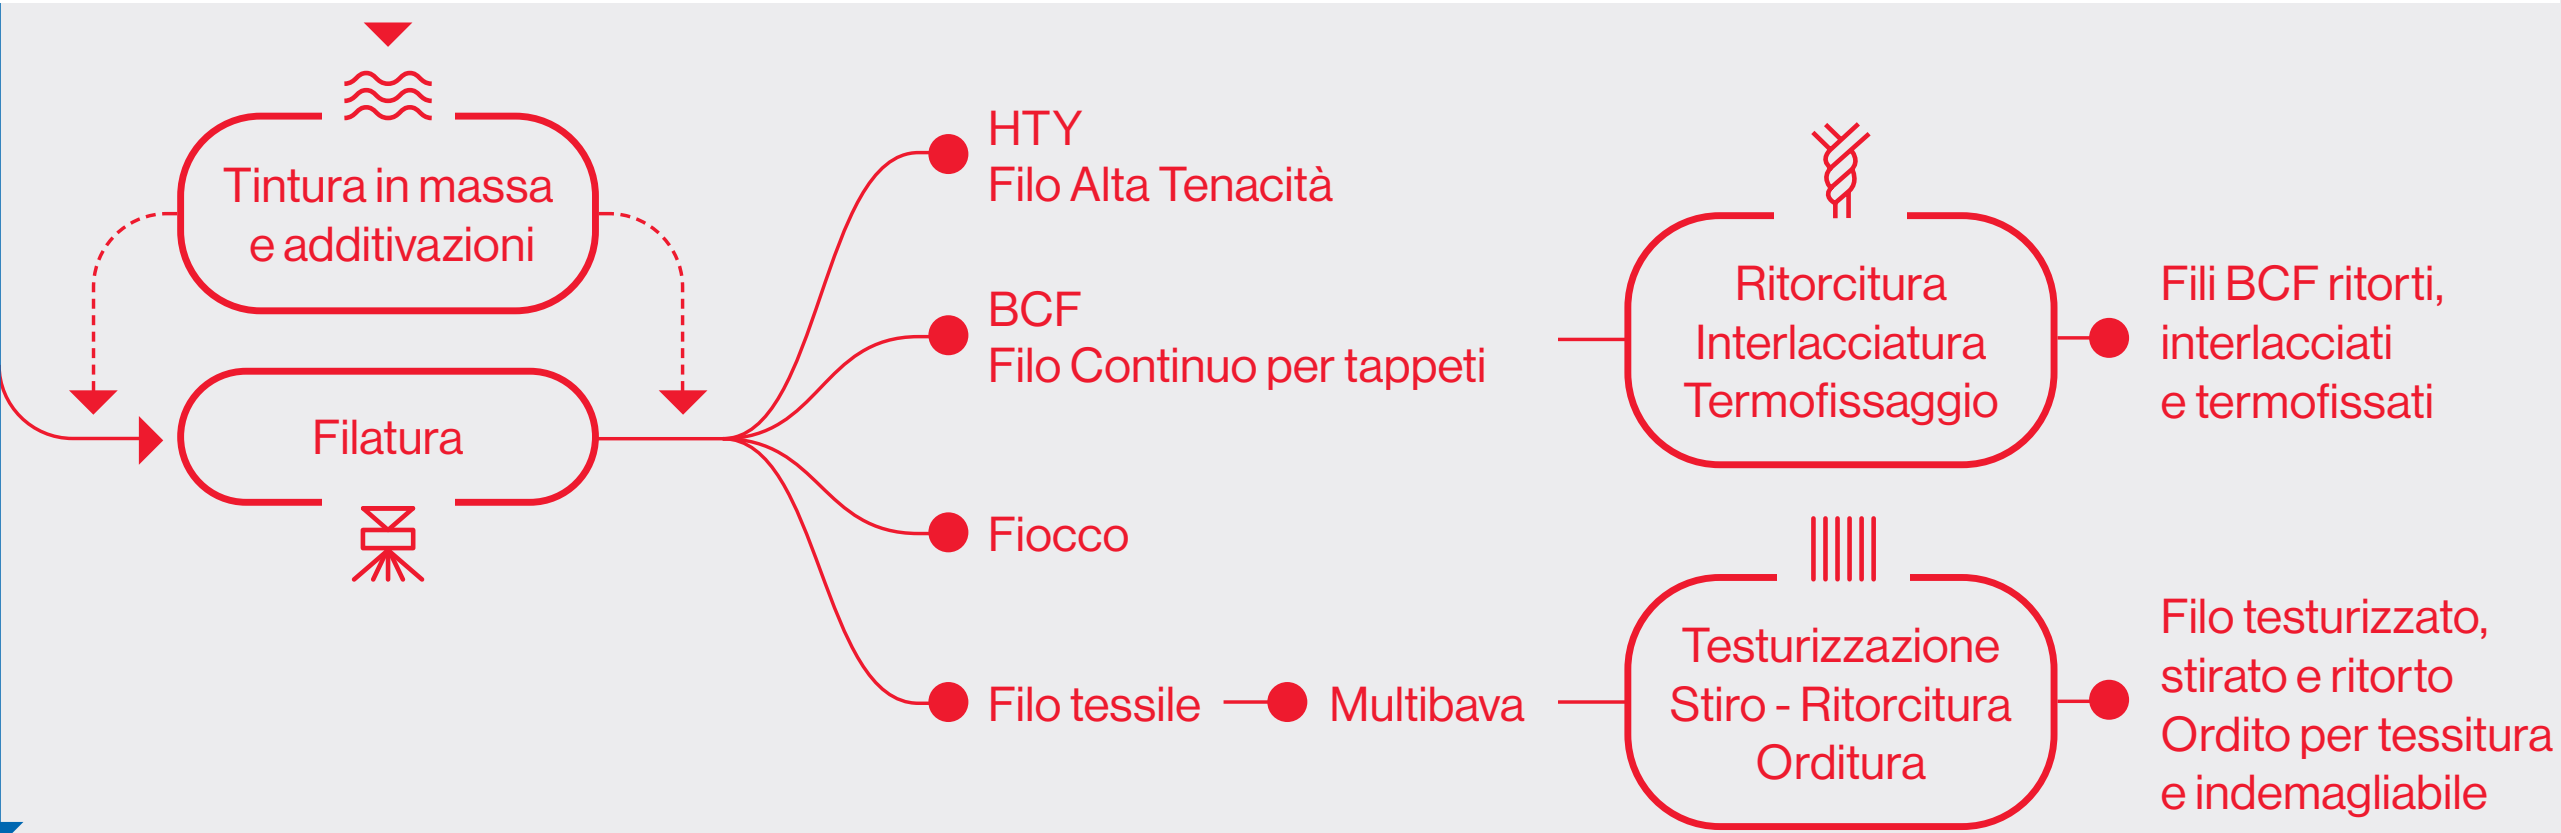 Tintura in massa
e additivazioni
Filatura
HTY
Filo Alta Tenacità
BCF
Filo Continuo per tappeti
Fiocco
Filo tessile
Multibava
Ritorcitura
Interlacciatura
Termofissaggio
Fili BCF ritorti,
interlacciati
e termofissati
Testurizzazione
Stiro - Ritorcitura
Orditura
Filo testurizzato,
stirato e ritorto
Ordito per tessitura
e indemagliabile